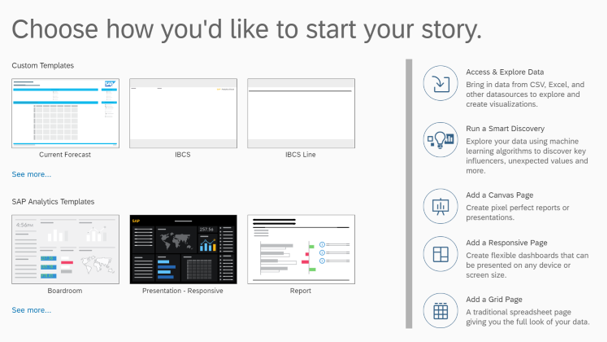 Choose how you'd like to start your story.
Custom Templates
SAP
Current Forecast
IBCS
IBCS Line
See more...
SAP Analytics Templates
Boardroom
SAP
257.6k
Presentation - Responsive
Report
See more...
Access & Explore Data
Bring in data from CSV, Excel, and
other datasources to explore and
create visualizations.
Run a Smart Discovery
Explore your data using machine
learning algorithms to discover key
influencers, unexpected values and
more.
Add a Canvas Page
Create pixel perfect reports or
presentations.
Add a Responsive Page
Create flexible dashboards that can
be presented on any device or
screen size.
Add a Grid Page
A traditional spreadsheet page
giving you the full look of your data.